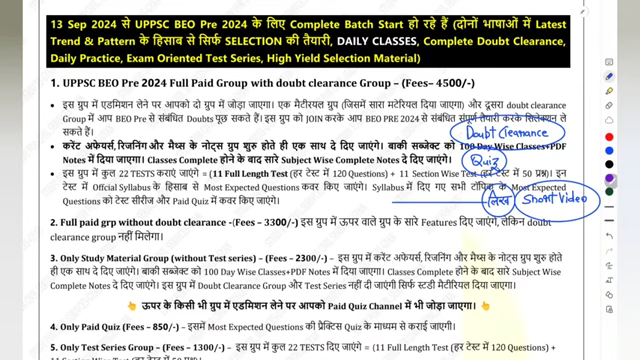 13 Sep 2024 से UPPSC BEO Pre 2024 के लिए Complete Batch Start हो रहे हैं (दोनों भाषाओं में Latest
Trend & Pattern के हिसाब से सिर्फ SELECTION की तैयारी, DAILY CLASSES, Complete Doubt Clearance,
Daily Practice, Exam Oriented Test Series, High Yield Selection Material)
1. UPPSC BEO Pre 2024 Full Paid Group with doubt clearance Group – (Fees– 4500/-)
• इस ग्रुप में एडमिशन लेने पर आपको दो ग्रुप में जोड़ा जाएगा। एक मैटीरियल ग्रुप (जिसमें सारा मटेरियल दिया जाएगा) और दूसरा doubt clearance
Group में आप BEO Pre से संबंधित Doubts पूछ सकते हैं। इस ग्रुप को JOIN करके आप BEO PRE 2024 से संबंधित संपूर्ण तैयारी करके सिलेक्शन ले
सकते हैं।
Doubt Clearance
• करेंट अफेयर्स, रिजनिंग और मैथ्स के नोट्स ग्रुप शुरु होते ही एक साथ दे दिए जाएंगे। बाकी सब्जेक्ट को 100 Day Wise Classes+PDF
Notes में दिया जाएगा। Classes Complete होने के बाद सारे Subject Wise Complete Notes दे दिए जाएंगे।
Quiz
• इस ग्रुप में कुल 22 TESTS कराएं जाएंगे = (11 Full Length Test (हर टेस्ट में 120 Questions) + 11 Section Wise Test (हर टेस्ट में 50 प्रश्न)। इन
टेस्ट में Offcial Syllabus के हिसाब से Most Expected Questions कवर किए जाएंगे। Syllabus में दिए गए सभी टॉपिक के Most Expected
Questions को टेस्ट सीरीज और Paid Quiz में कवर किए जाएगा।
लिख Short Video
2. Full paid grp without doubt clearance -(Fees – 3300/-) इस ग्रुप में ऊपर वाले ग्रुप के सारे Features दिए जाएंगे, लेकिन doubt
clearance group नहीं मिलेगा।
3. Only Study Material Group (without Test series) – (Fees – 2300/-) – इस ग्रुप में करेंट अफेयर्स, रिजनिंग और मैथ्स के नोट्स ग्रुप शुरु होते
ही एक साथ दे दिए जाएंगे। बाकी सब्जेक्ट को 100 Day Wise Classes+PDF Notes में दिया जाएगा। Classes Complete होने के बाद सारे Subject Wise
Complete Notes दे दिए जाएंगे। इस ग्रुप में Doubt Clearance Group और Test Series नहीं दी जाएगी सिर्फ स्टडी मैटीरियल दिया जाएगा।
👉 ऊपर के किसी भी ग्रुप में एडमिशन लेने पर आपको Paid Quiz Channel में भी जोड़ा जाएगा। 👉
4. Only Paid Quiz (Fees – 850/-) – इसमें Most Expected Questions की प्रैक्टिस Quiz के माध्यम से कराई जाएगी।
5. Only Test Series Group – (Fees – 1300/-) – इस ग्रुप में कुल 22 TESTS दिए जाएंगे = (11 Full Length Test (हर टेस्ट में 120 Questions) +